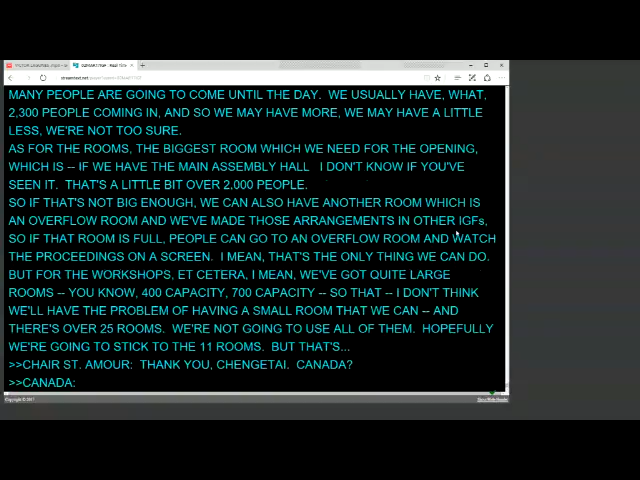 MANY PEOPLE ARE GOING TO COME UNTIL THE DAY.  WE USUALLY HAVE, WHAT,
2,300 PEOPLE COMING IN, AND SO WE MAY HAVE MORE, WE MAY HAVE A LITTLE
LESS, WE'RE NOT TOO SURE.
AS FOR THE ROOMS, THE BIGGEST ROOM WHICH WE NEED FOR THE OPENING,
WHICH IS -- IF WE HAVE THE MAIN ASSEMBLY HALL   I DON'T KNOW IF YOU'VE
SEEN IT.  THAT'S A LITTLE BIT OVER 2,000 PEOPLE.
SO IF THAT'S NOT BIG ENOUGH, WE CAN ALSO HAVE ANOTHER ROOM WHICH IS
AN OVERFLOW ROOM AND WE'VE MADE THOSE ARRANGEMENTS IN OTHER IGFs,
SO IF THAT ROOM IS FULL, PEOPLE CAN GO TO AN OVERFLOW ROOM AND WATCH
THE PROCEEDINGS ON A SCREEN.  I MEAN, THAT'S THE ONLY THING WE CAN DO.
BUT FOR THE WORKSHOPS, ET CETERA, I MEAN, WE'VE GOT QUITE LARGE
ROOMS -- YOU KNOW, 400 CAPACITY, 700 CAPACITY -- SO THAT -- I DON'T THINK
WE'LL HAVE THE PROBLEM OF HAVING A SMALL ROOM THAT WE CAN -- AND
THERE'S OVER 25 ROOMS.  WE'RE NOT GOING TO USE ALL OF THEM.  HOPEFULLY
WE'RE GOING TO STICK TO THE 11 ROOMS.  BUT THAT'S...
>>CHAIR ST. AMOUR:  THANK YOU, CHENGETAI.  CANADA?
>>CANADA: